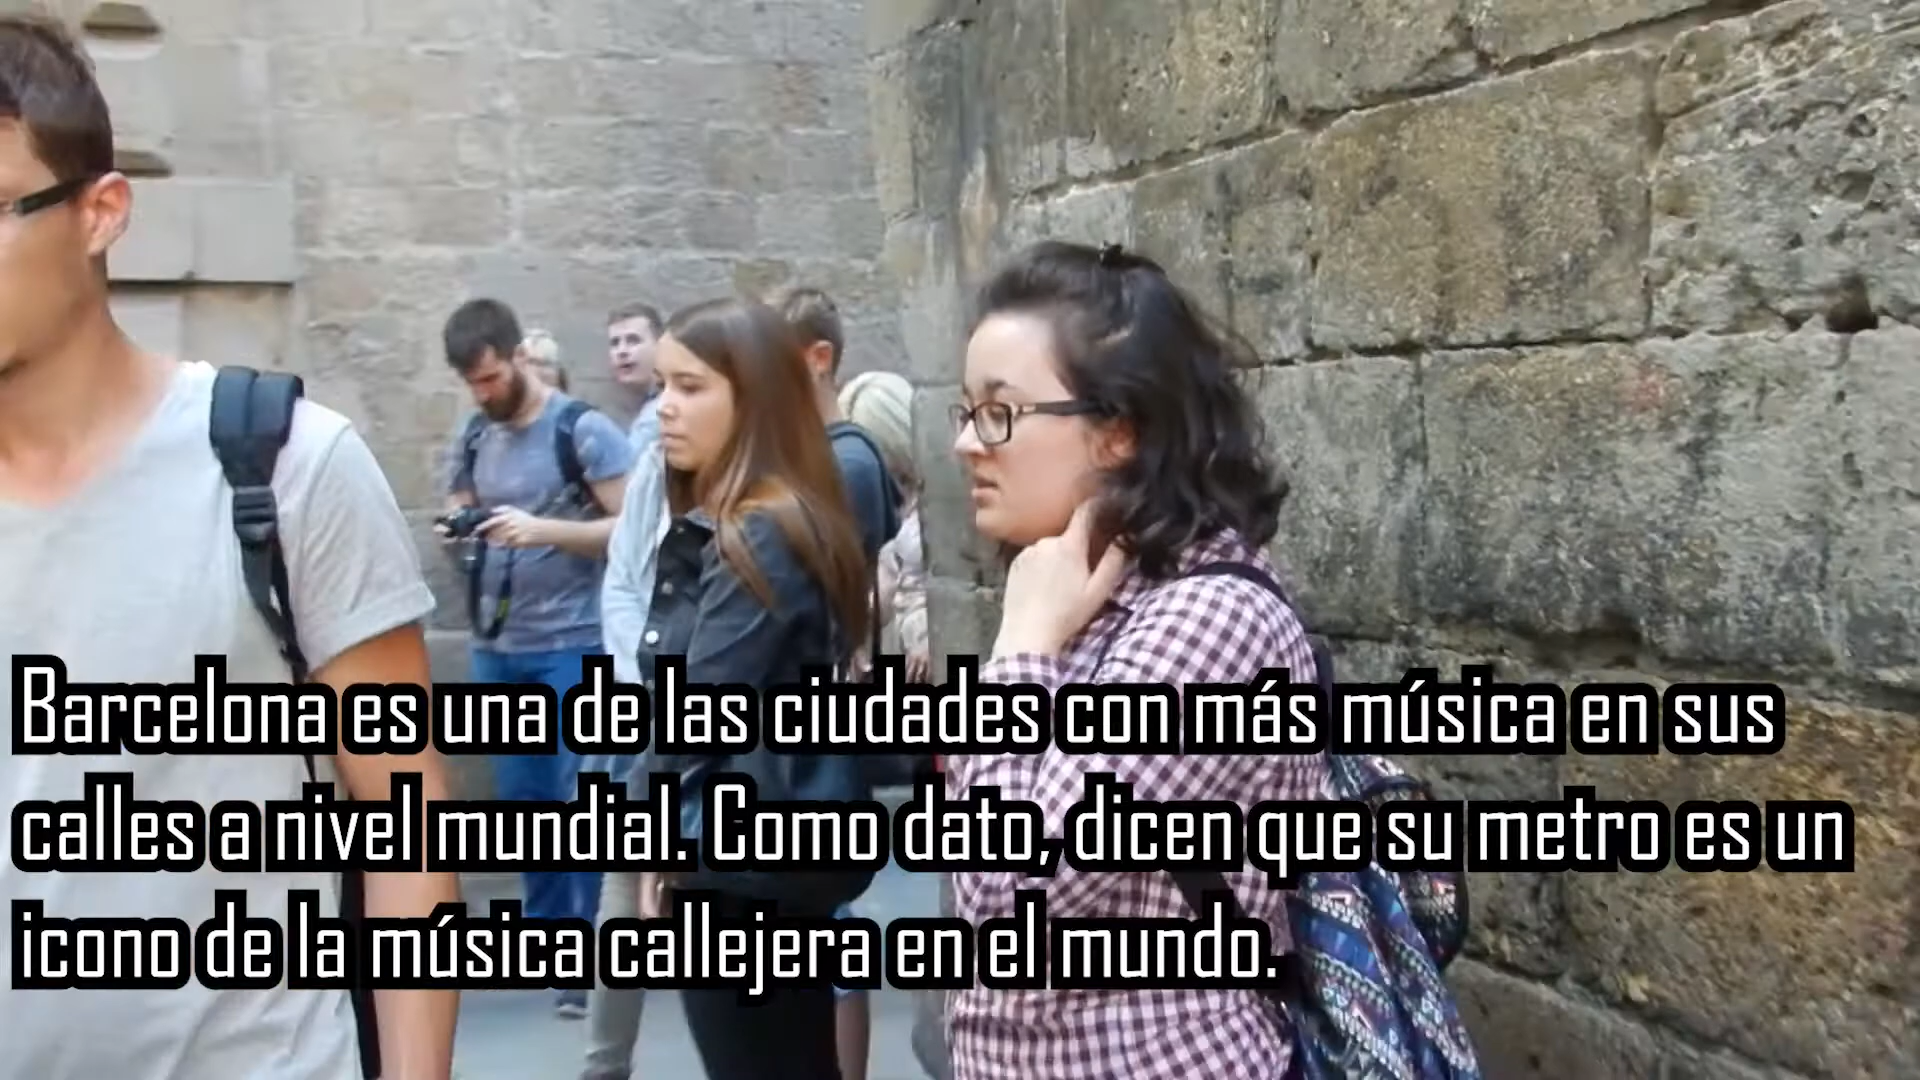 Barcelona es una de las ciudades con más música en sus
calles a nivel mundial. Como dato, dicen que su metro es un
icono de la música callejera en el mundo.